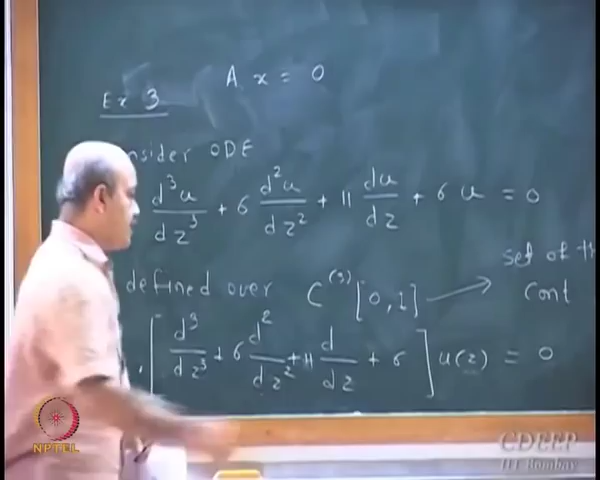 A x = 0
Ex 3
nsider ODE
d³u/dz³ + 6 d²u/dz² + 11 du/dz + 6 u = 0
set of th
defined over C⁽³⁾[0,1] → cont
[d³/dz³ + 6 d²/dz² + 11 d/dz + 6] u(z) = 0
NPTEL
CDEEP
IIT Bombay